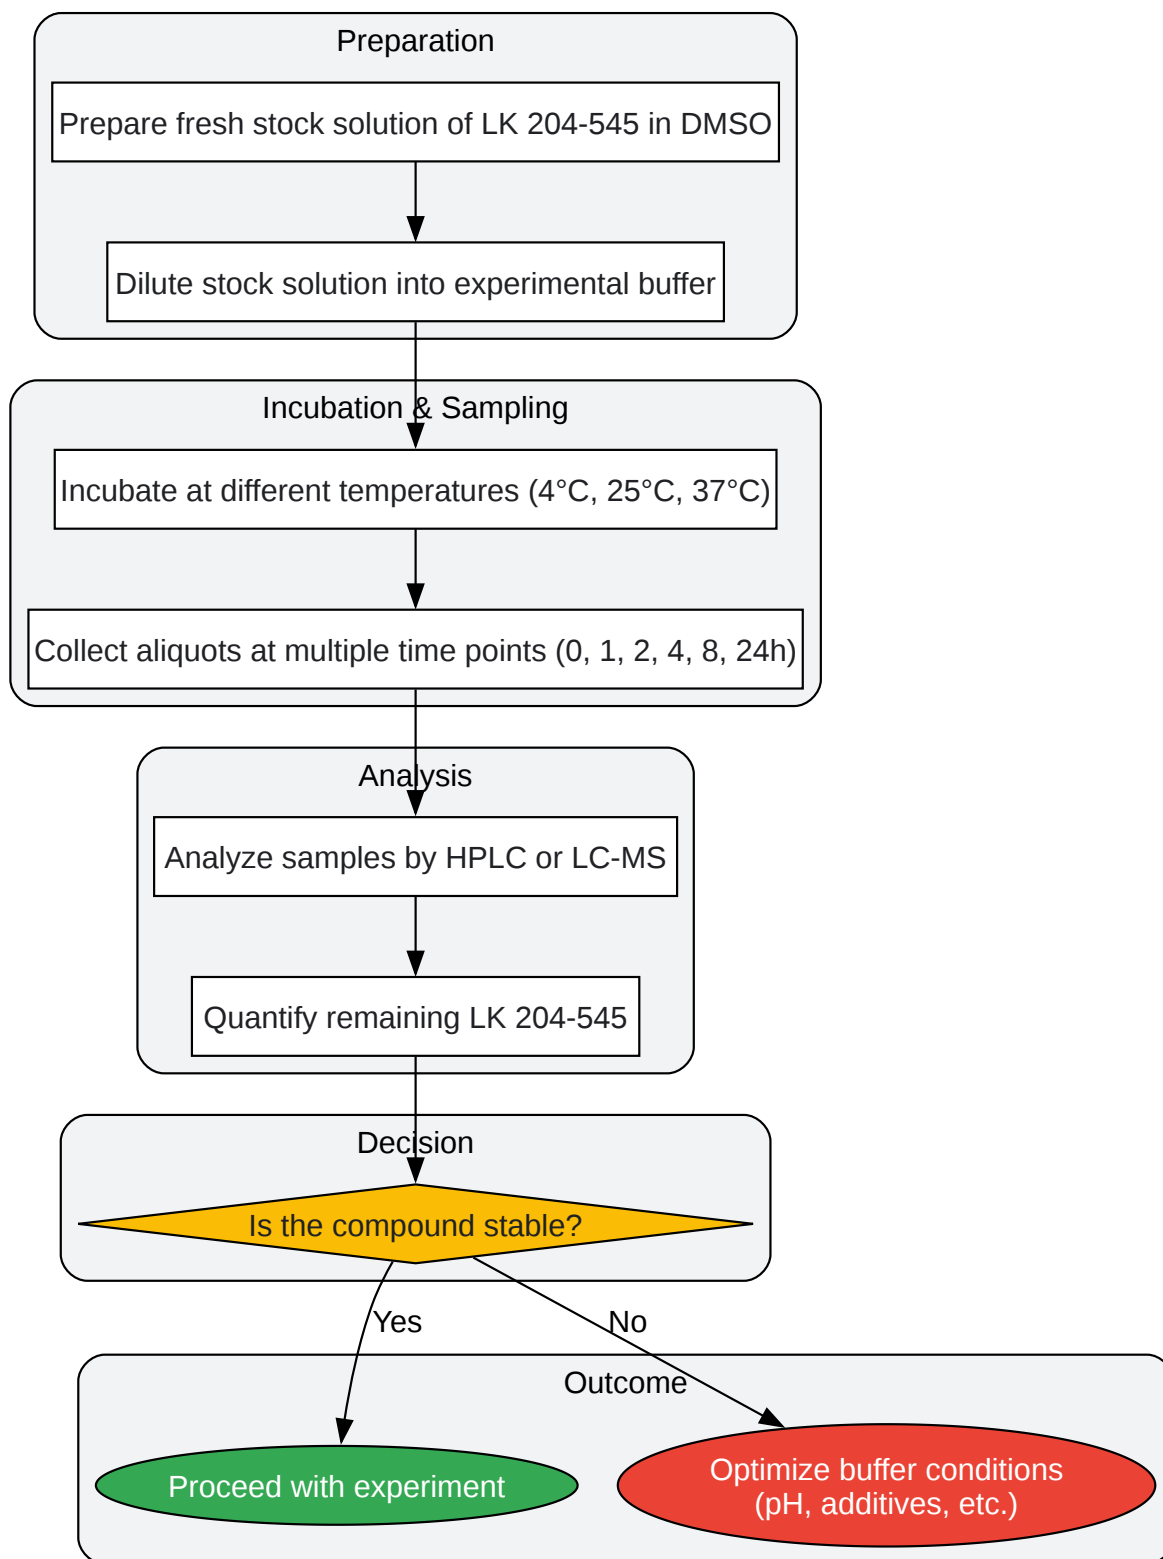 Preparation
Prepare fresh stock solution of LK 204-545 in DMSO
Dilute stock solution into experimental buffer
Incubation & Sampling
Incubate at different temperatures (4°C, 25°C, 37°C)
Collect aliquots at multiple time points (0, 1, 2, 4, 8, 24h)
Analysis
Analyze samples by HPLC or LC-MS
Quantify remaining LK 204-545
Decision
Is the compound stable?
Yes
No
Outcome
Proceed with experiment
Optimize buffer conditions
(pH, additives, etc.)